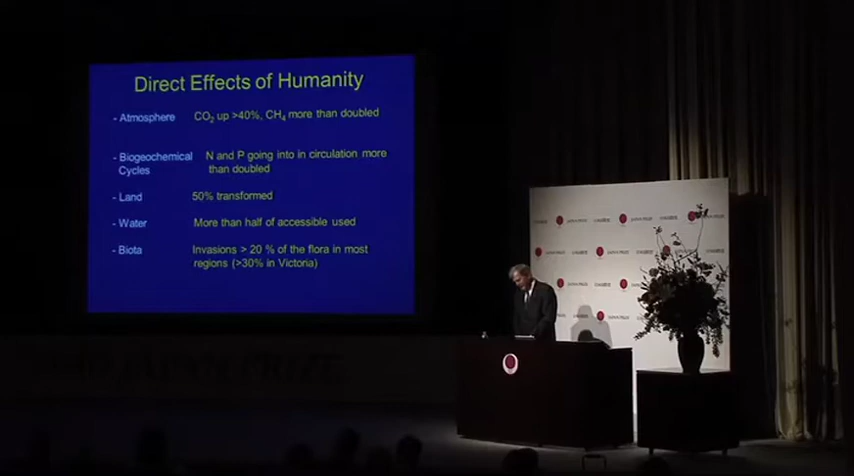 Direct Effects of Humanity
- Atmosphere CO₂ up >40%, CH₄ more than doubled
- Biogeochemical Cycles N and P going into in circulation more than doubled
- Land 50% transformed
- Water More than half of accessible used
- Biota Invasions > 20 % of the flora in most regions (>30% in Victoria)
JAPAN PRIZE